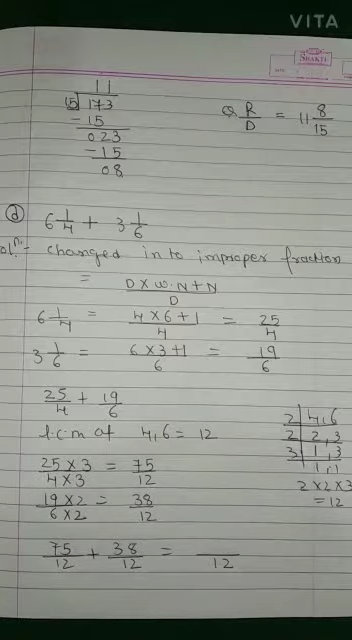 VITA
SHAKTI
11
15 | 173
- 15
023
- 15
08
Q R/D = 11 8/15
(d) 6 1/4 + 3 1/6
Solⁿ:- changed in to improper fraction
= D × W.N + N / D
6 1/4 = 4 × 6 + 1 / 4 = 25/4
3 1/6 = 6 × 3 + 1 / 6 = 19/6
25/4 + 19/6
l.c.m of 4,6 = 12
25 × 3 / 4 × 3 = 75/12
19 × 2 / 6 × 2 = 38/12
75/12 + 38/12 = /12
2 | 4,6
2 | 2,3
3 | 1,3
1,1
2 × 2 × 3
= 12